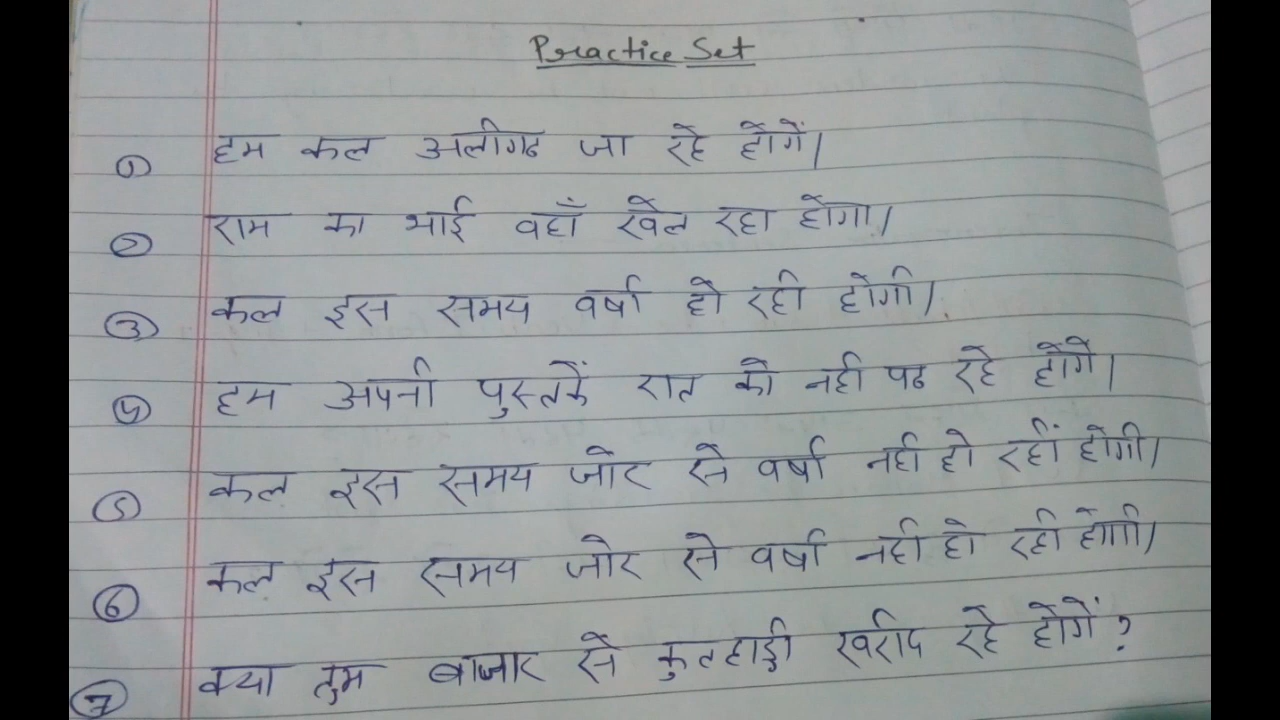 Practice Set
① हम कल अलीगढ जा रहे होगें।
② राम का भाई वहाँ खेल रहा होगा।
③ कल इस समय वर्षा हो रही होगी।
④ हम अपनी पुस्तकें रात को नही पढ रहे होंगे।
⑤ कल इस समय जोर से वर्षा नही हो रहीं होगी।
⑥ कल इस समय जोर से वर्षा नही हो रही होगी।
⑦ क्या तुम बाजार से कुल्हाड़ी खरीद रहे होगें?